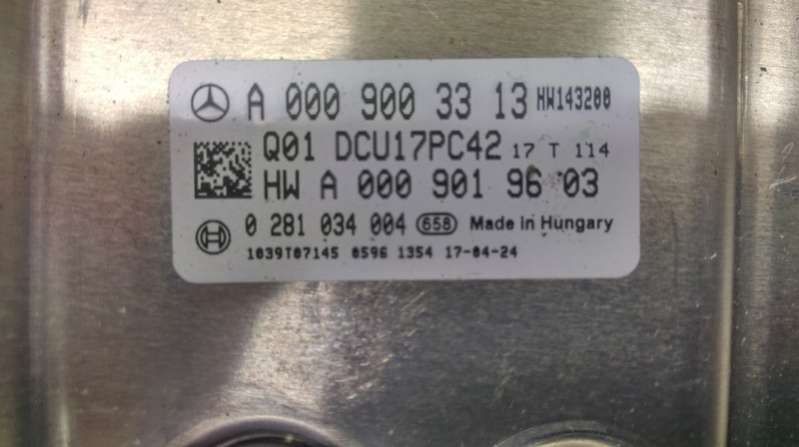 A 000 900 33 13 HW143200
Q01 DCU17PC42 17 T 114
HW A 000 901 96 03
0 281 034 004 658 Made in Hungary
1039T07145 0596 1354 17-04-24